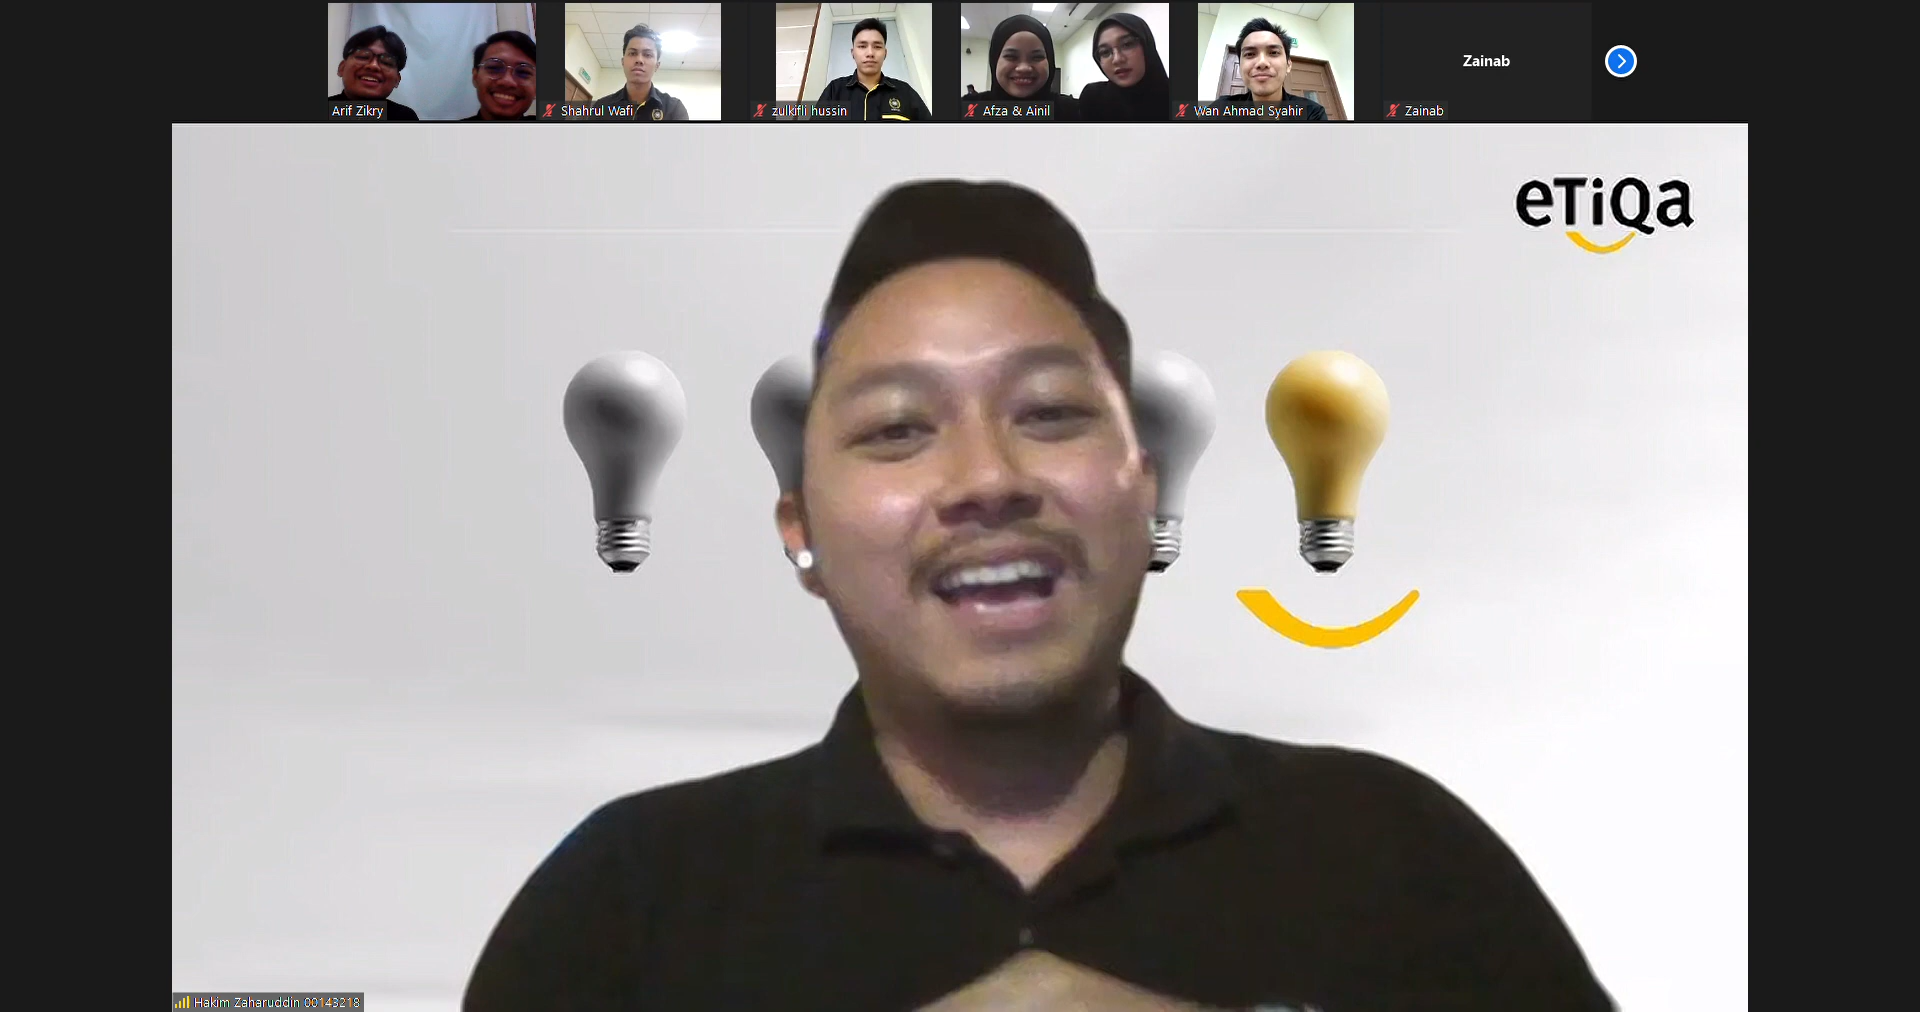 Arif Zikry
Shahrul Wafi
zulkifli hussin
Afza & Ainil
Wan Ahmad Syahir
Zainab
Zainab
eTiQa
Hakim Zaharuddin 00143218